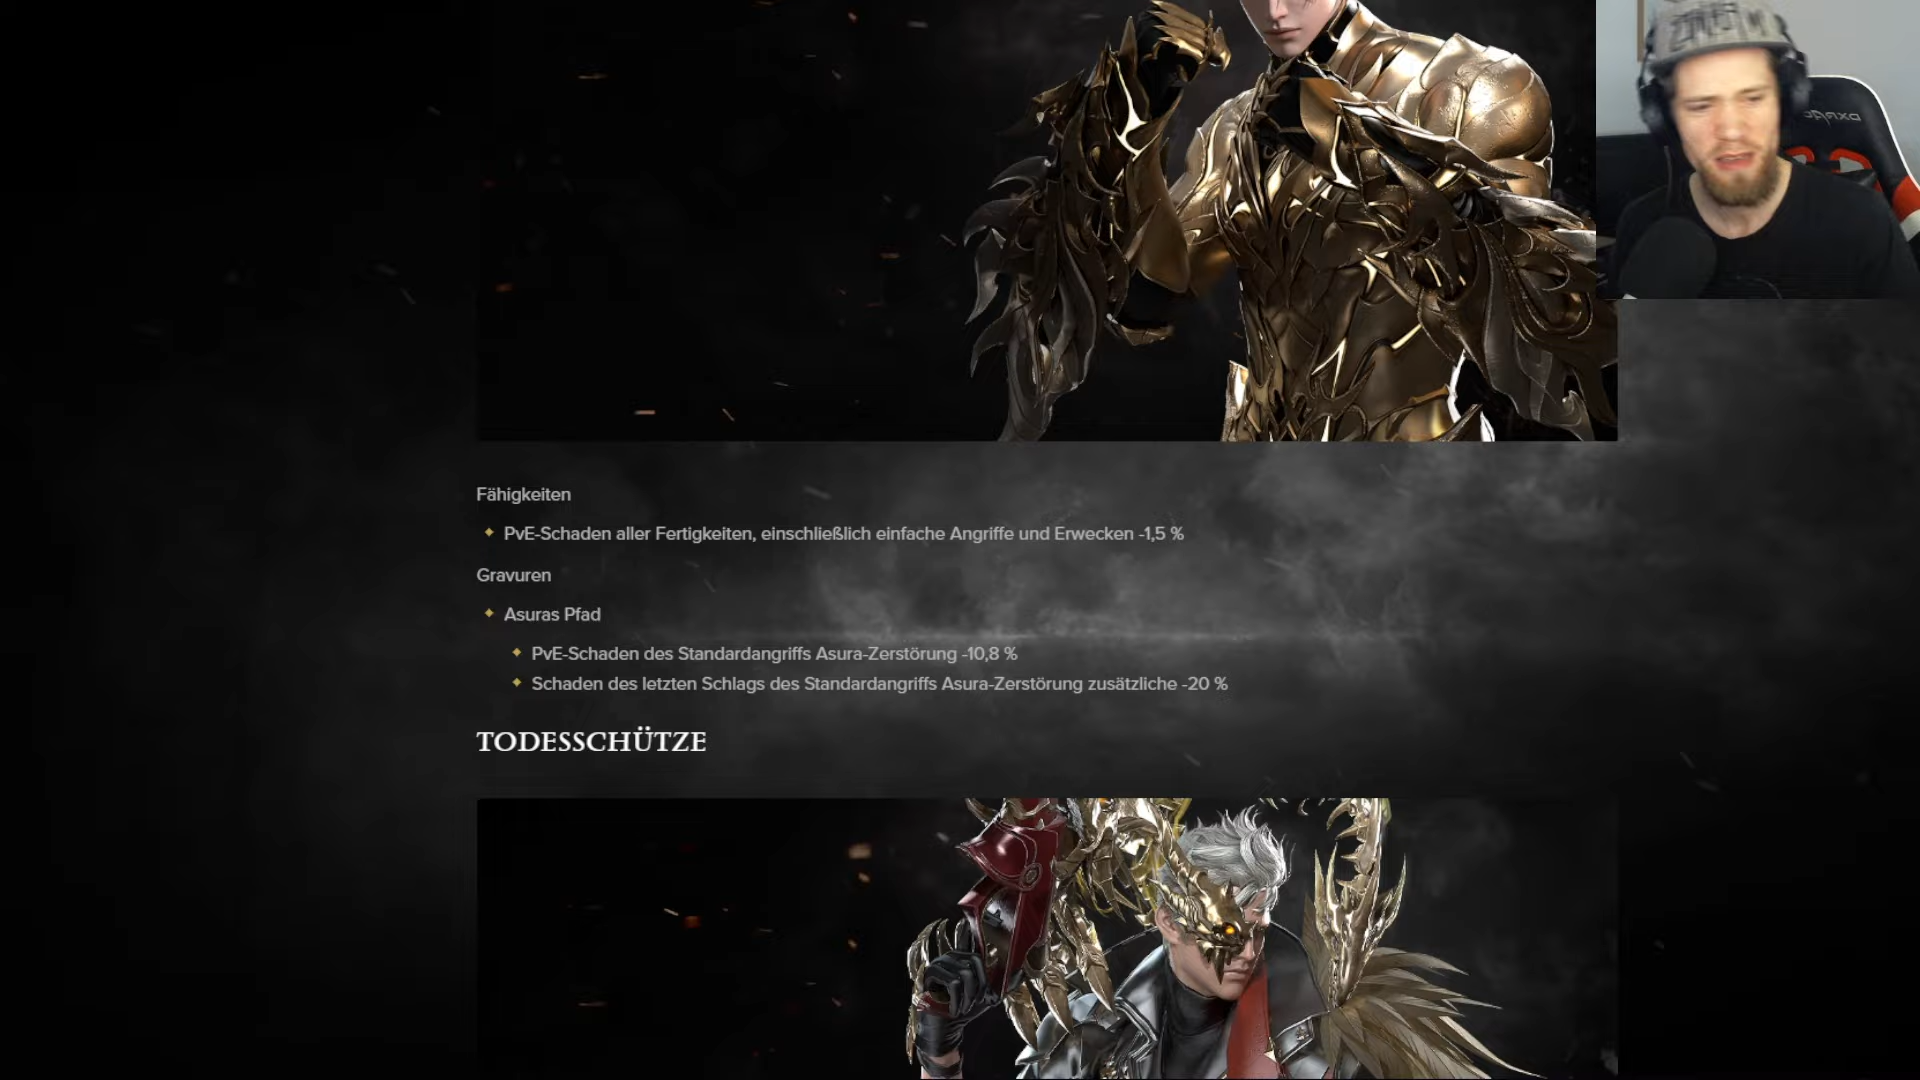 Fähigkeiten
PvE-Schaden aller Fertigkeiten, einschließlich einfache Angriffe und Erwecken -1,5 %
Gravuren
Asuras Pfad
PvE-Schaden des Standardangriffs Asura-Zerstörung -10,8 %
Schaden des letzten Schlags des Standardangriffs Asura-Zerstörung zusätzliche -20 %
TODESSCHÜTZE